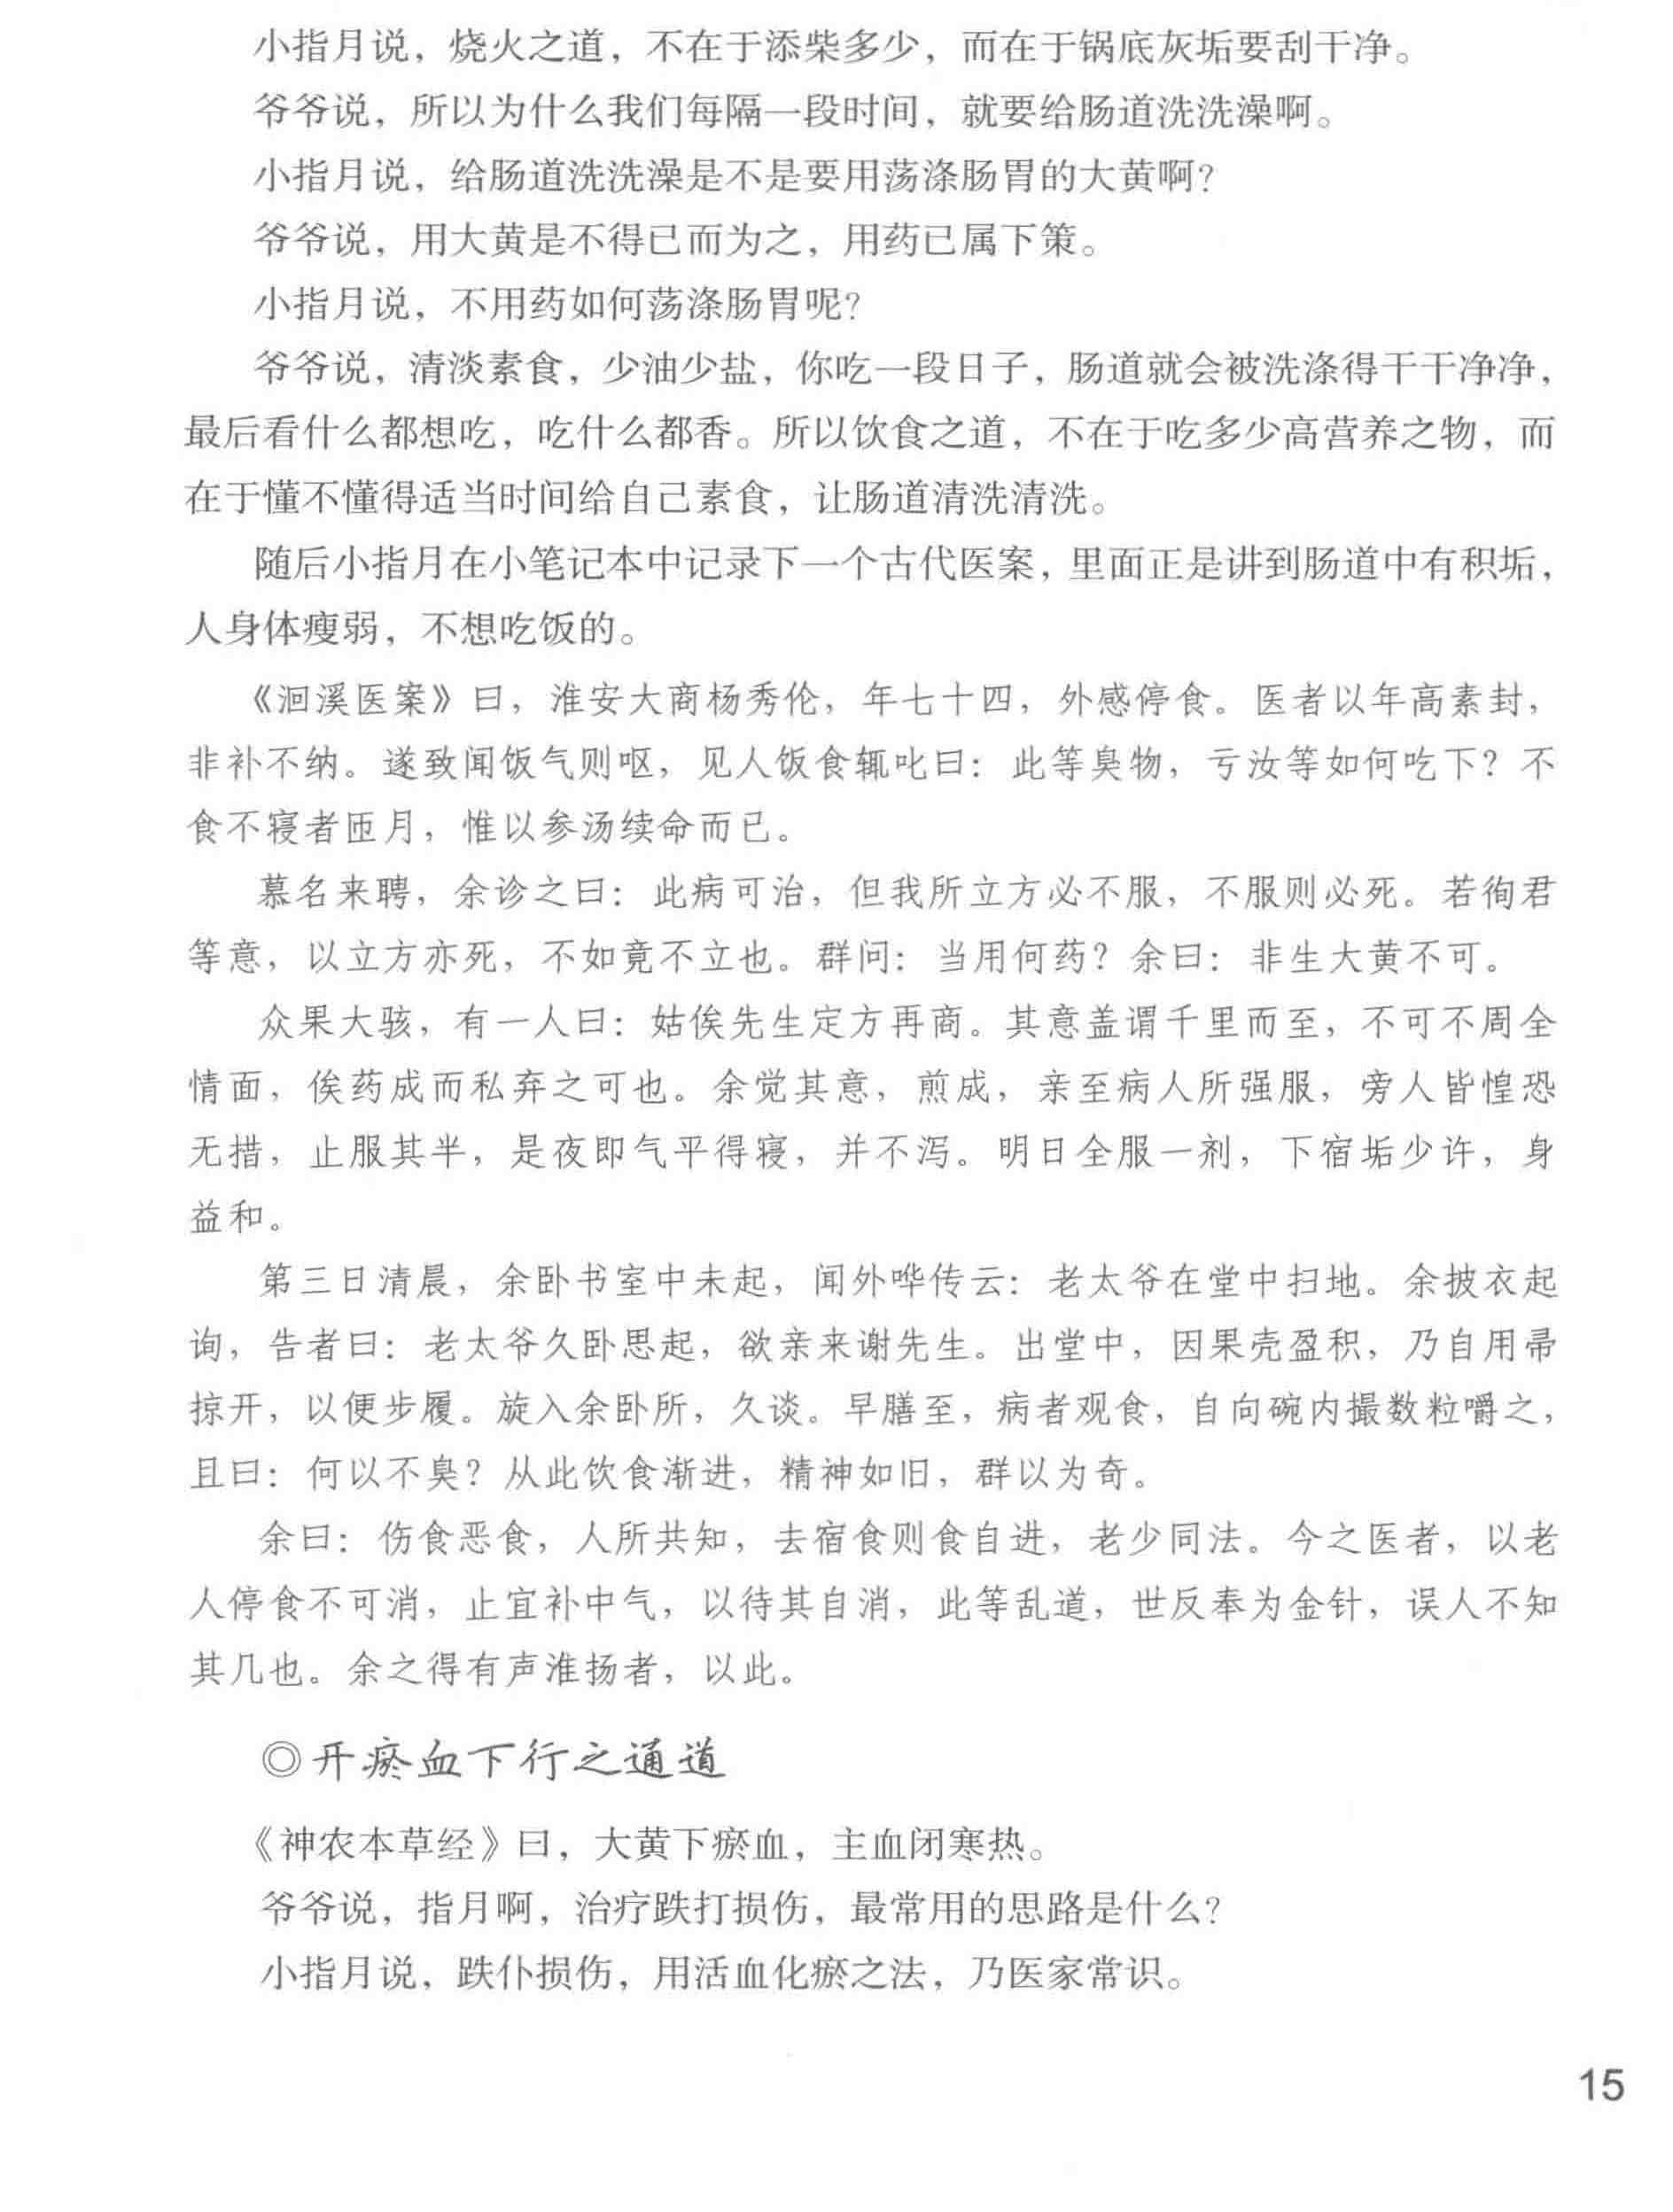 小指月说，烧火之道，不在于添柴多少，而在于锅底灰垢要刮干净。
爷爷说，所以为什么我们每隔一段时间，就要给肠道洗洗澡啊。
小指月说，给肠道洗洗澡是不是要用荡涤肠胃的大黄啊？
爷爷说，用大黄是不得已而为之，用药已属下策。
小指月说，不用药如何荡涤肠胃呢？
爷爷说，清淡素食，少油少盐，你吃一段日子，肠道就会被洗涤得干干净净，
最后看什么都想吃，吃什么都香。所以饮食之道，不在于吃多少高营养之物，而
在于懂不懂得适当时间给自己素食，让肠道清洗清洗。
随后小指月在小笔记本中记录下一个古代医案，里面正是讲到肠道中有积垢，
人身体瘦弱，不想吃饭的。
《洄溪医案》曰，淮安大商杨秀伦，年七十四，外感停食。医者以年高素封，
非补不纳。遂致闻饭气则呕，见人饭食辄叱曰：此等臭物，亏汝等如何吃下？不
食不寝者匝月，惟以参汤续命而已。
慕名来聘，余诊之曰：此病可治，但我所立方必不服，不服则必死。若徇君
等意，以立方亦死，不如竟不立也。群问：当用何药？余曰：非生大黄不可。
众果大骇，有一人曰：姑俟先生定方再商。其意盖谓千里而至，不可不周全
情面，俟药成而私弃之可也。余觉其意，煎成，亲至病人所强服，旁人皆惶恐
无措，止服其半，是夜即气平得寝，并不泻。明日全服一剂，下宿垢少许，身
益和。
第三日清晨，余卧书室中未起，闻外哗传云：老太爷在堂中扫地。余披衣起
询，告者曰：老太爷久卧思起，欲亲来谢先生。出堂中，因果壳盈积，乃自用帚
掠开，以便步履。旋入余卧所，久谈。早膳至，病者观食，自向碗内撮数粒嚼之，
且曰：何以不臭？从此饮食渐进，精神如旧，群以为奇。
余曰：伤食恶食，人所共知，去宿食则食自进，老少同法。今之医者，以老
人停食不可消，止宜补中气，以待其自消，此等乱道，世反奉为金针，误人不知
其几也。余之得有声淮扬者，以此。
◎开瘀血下行之通道
《神农本草经》曰，大黄下瘀血，主血闭寒热。
爷爷说，指月啊，治疗跌打损伤，最常用的思路是什么？
小指月说，跌仆损伤，用活血化瘀之法，乃医家常识。
15